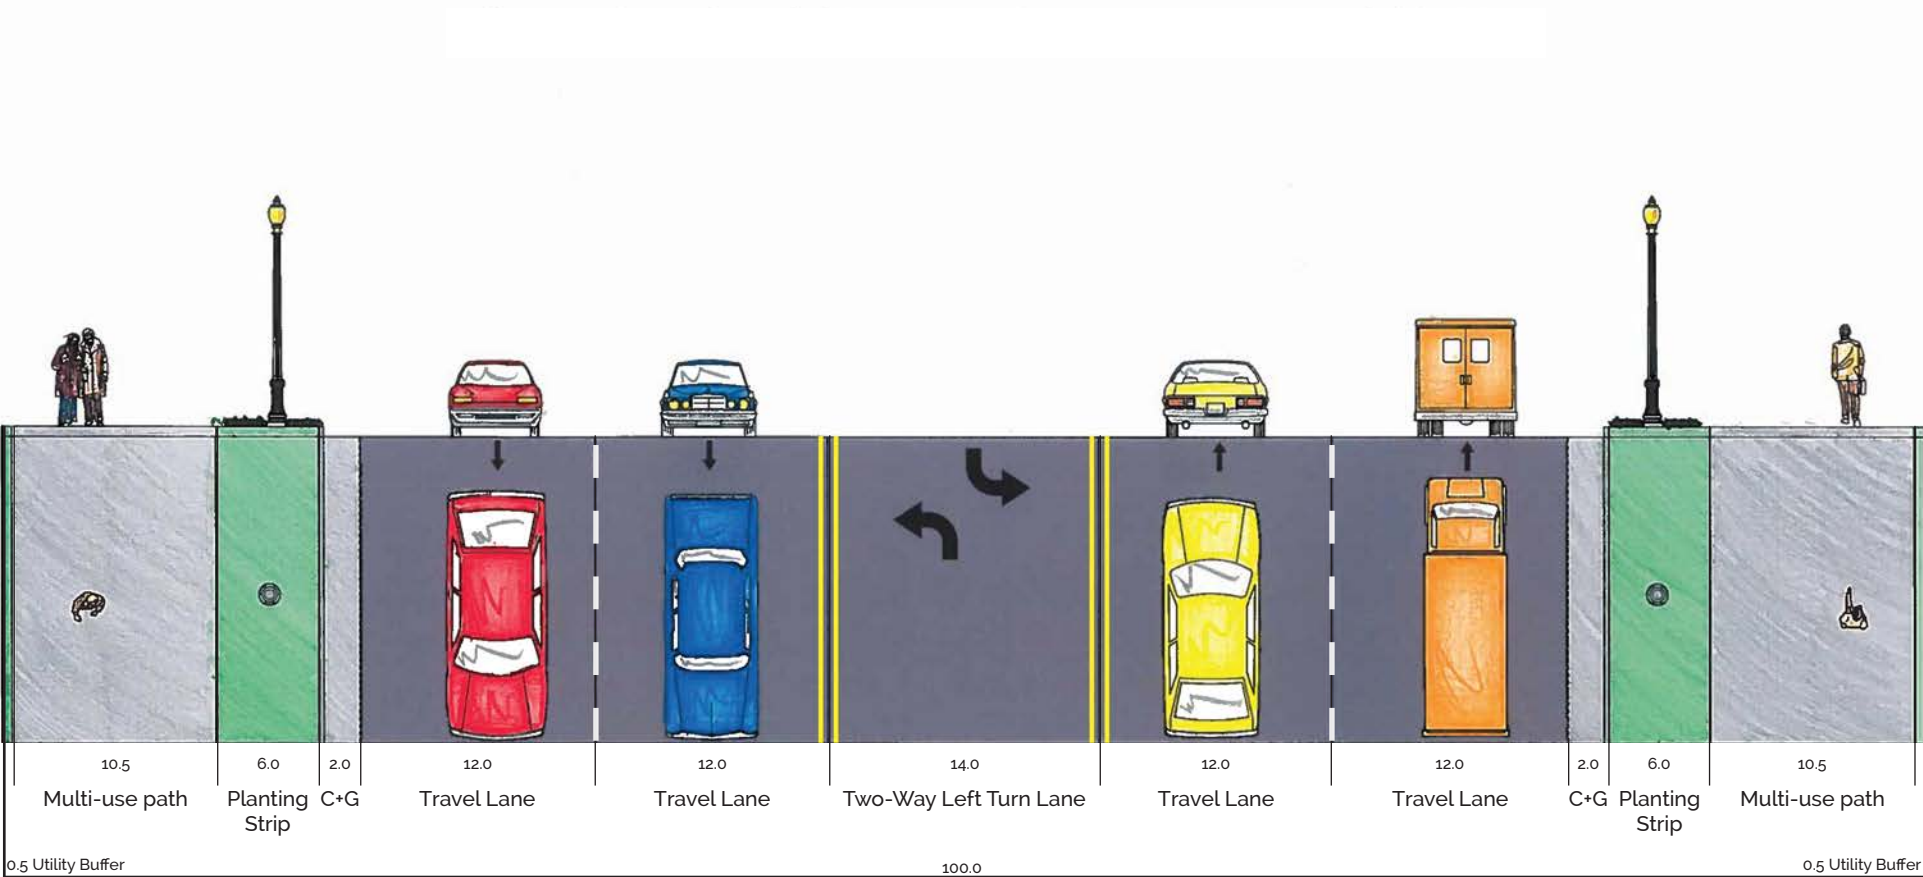 10.5 6.0 2.0 12.0 12.0 14.0 12.0 12.0 2.0 6.0 10.5
Multi-use path Planting C+G Travel Lane Travel Lane Two-Way Left Turn Lane Travel Lane Travel Lane C+G Planting Multi-use path
Strip Strip
0.5 Utility Buffer 100.0 0.5 Utility Buffer